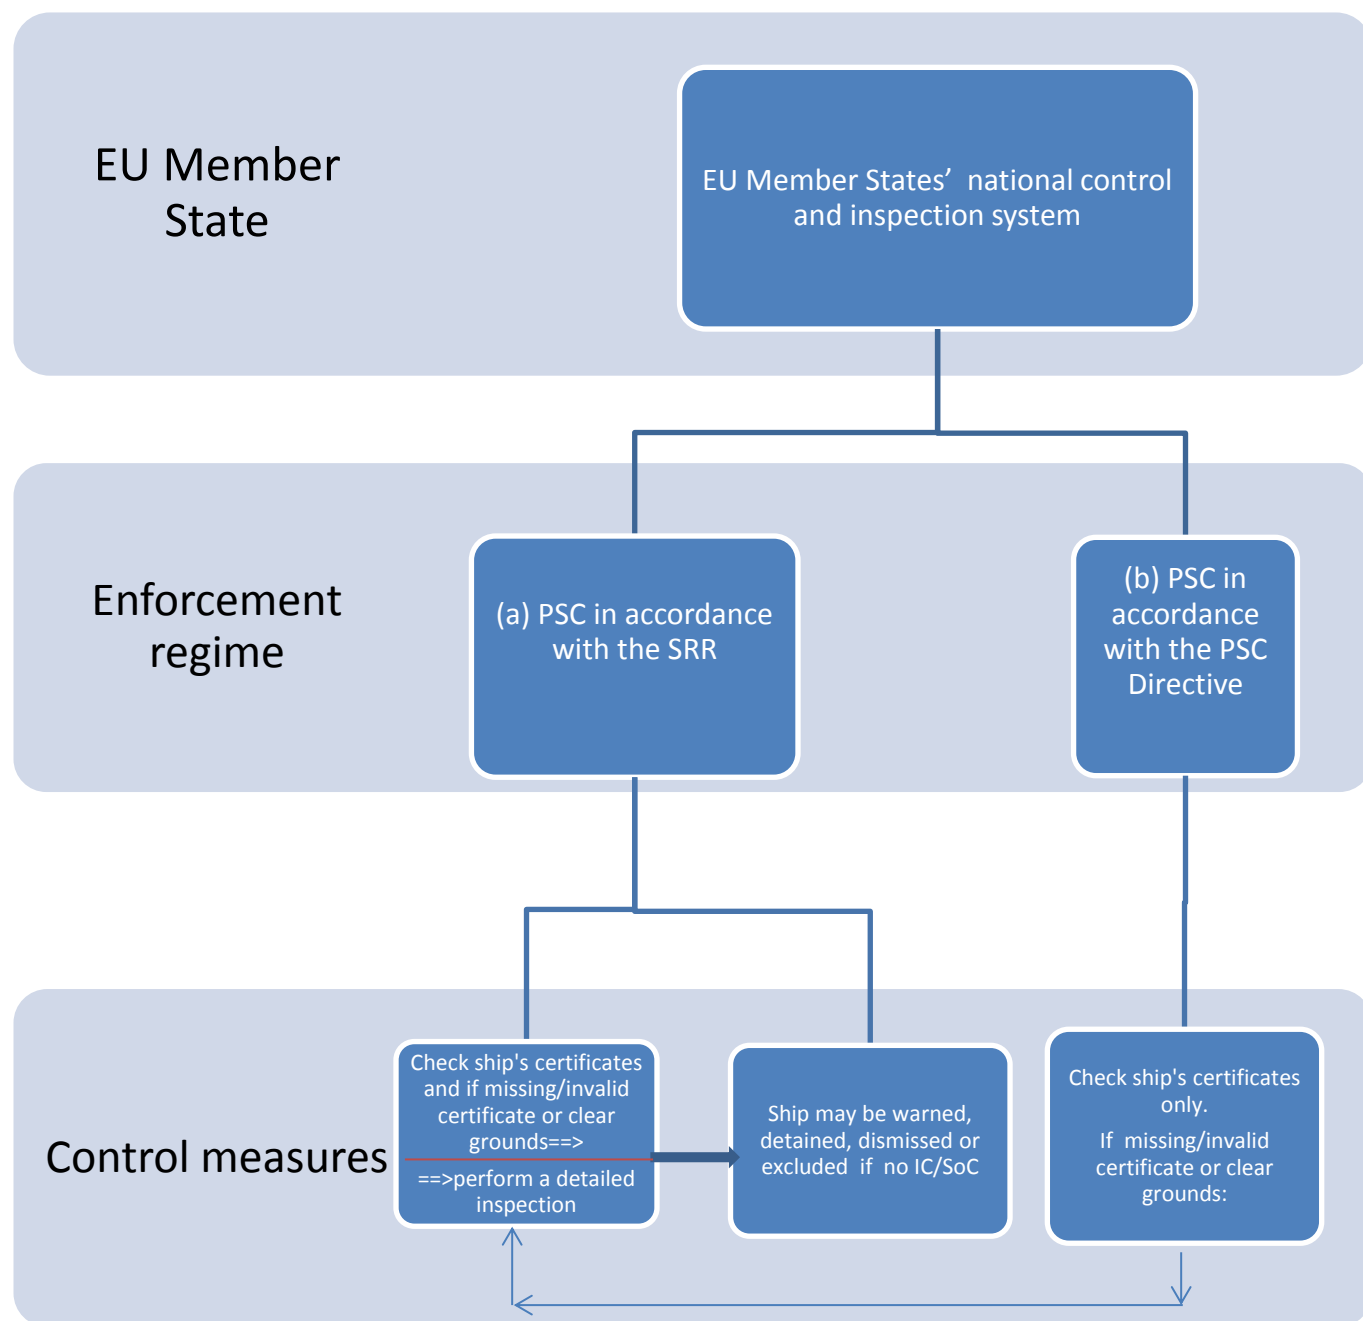 EU Member
State
EU Member States’  national control
and inspection system
Enforcement
regime
(a) PSC in accordance
with the SRR
(b) PSC in
accordance
with the PSC
Directive
Control measures
Check ship's certificates
and if missing/invalid
certificate or clear
grounds==>
==>perform a detailed
inspection
Ship may be warned,
detained, dismissed or
excluded  if  no IC/SoC
Check ship's certificates
only.
If  missing/invalid
certificate or clear
grounds: